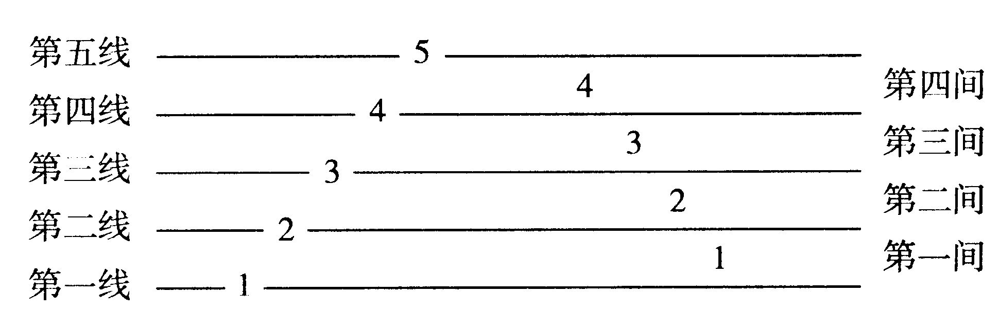 第五线 5
4 第四间
第四线 4
3 第三间
第三线 3
2 第二间
第二线 2
1 第一间
第一线 1